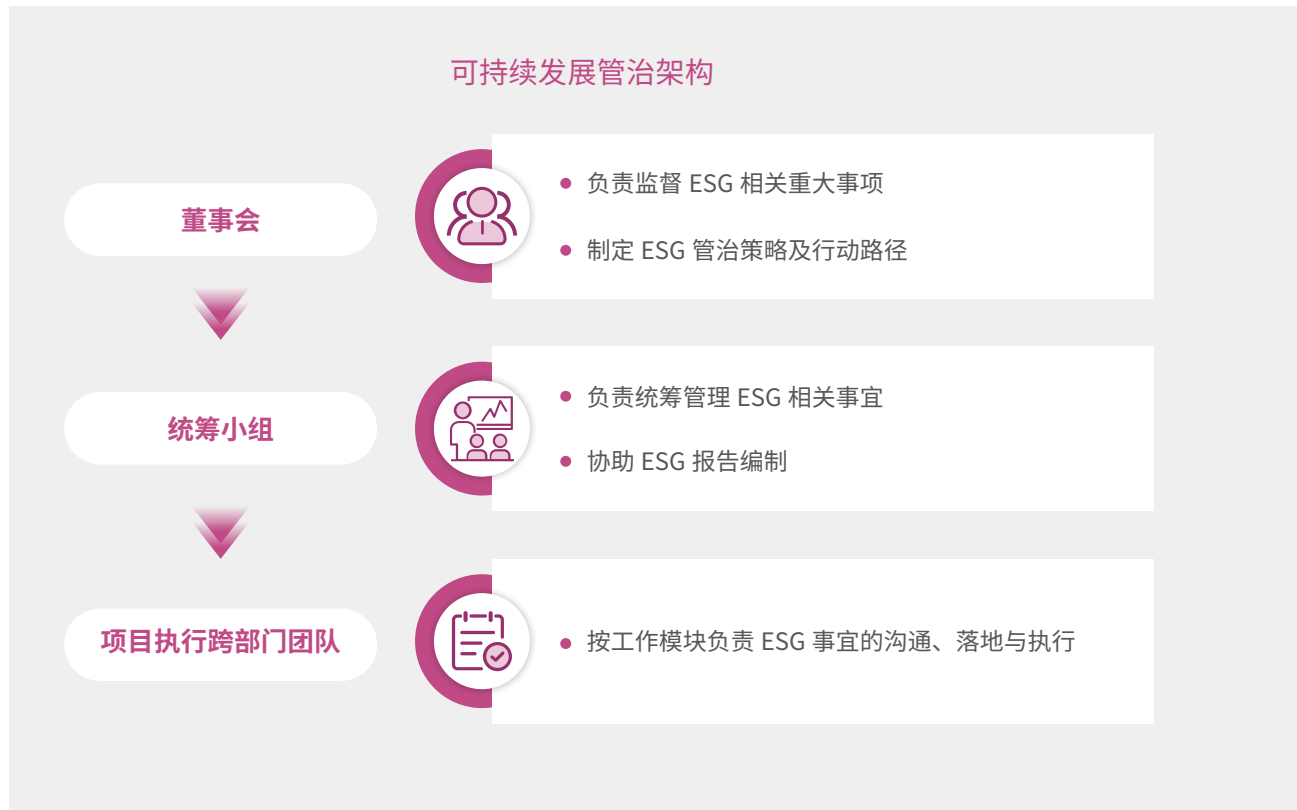 可持续发展管治架构
董事会
负责监督 ESG 相关重大事项
制定 ESG 管治策略及行动路径
统筹小组
负责统筹管理 ESG 相关事宜
协助 ESG 报告编制
项目执行跨部门团队
按工作模块负责 ESG 事宜的沟通、落地与执行